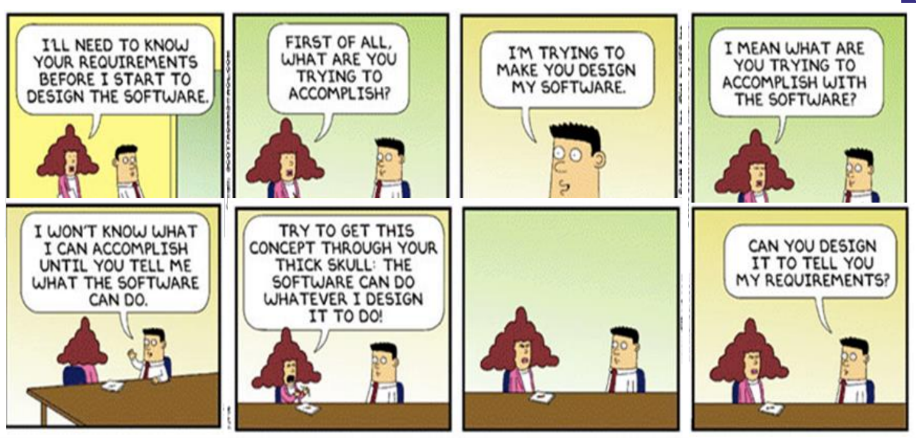 I'LL NEED TO KNOW
YOUR REQUIREMENTS
BEFORE I START TO
DESIGN THE SOFTWARE.
FIRST OF ALL,
WHAT ARE YOU
TRYING TO
ACCOMPLISH?
I'M TRYING TO
MAKE YOU DESIGN
MY SOFTWARE.
I MEAN WHAT ARE
YOU TRYING TO
ACCOMPLISH WITH
THE SOFTWARE?
I WON'T KNOW WHAT
I CAN ACCOMPLISH
UNTIL YOU TELL ME
WHAT THE SOFTWARE
CAN DO.
TRY TO GET THIS
CONCEPT THROUGH YOUR
THICK SKULL: THE
SOFTWARE CAN DO
WHATEVER I DESIGN
IT TO DO!
CAN YOU DESIGN
IT TO TELL YOU
MY REQUIREMENTS?